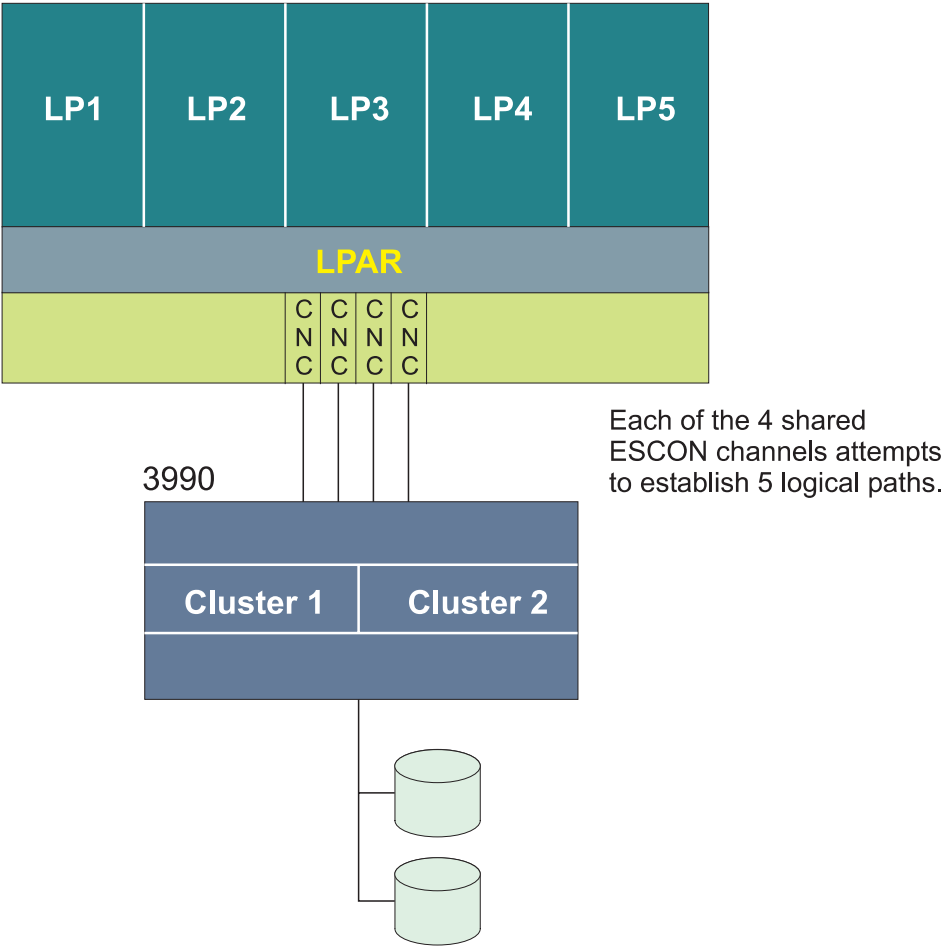 LP1 LP2 LP3 LP4 LP5
LPAR
C C C C
N N N N
C C C C
Each of the 4 shared
ESCON channels attempts
to establish 5 logical paths.
3990
Cluster 1 Cluster 2